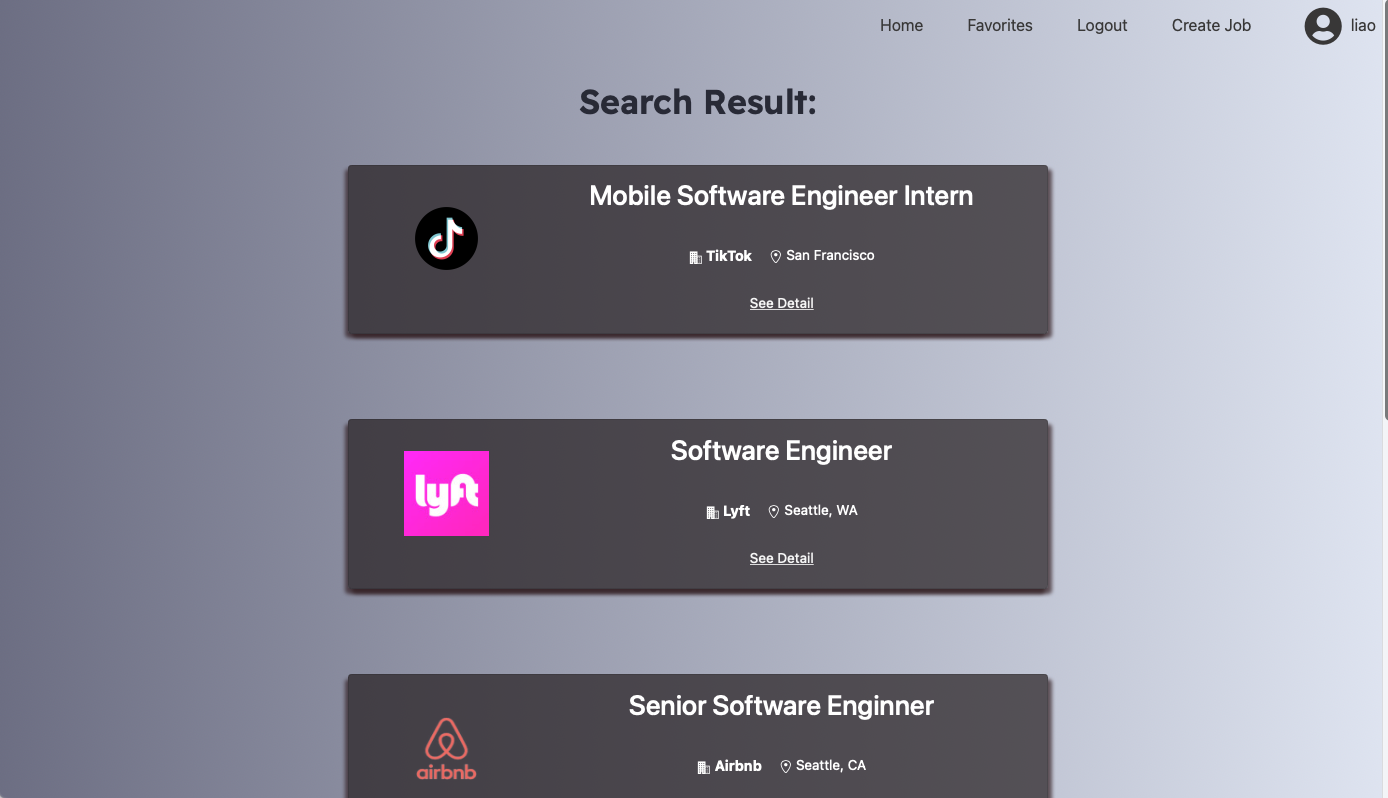 Home Favorites Logout Create Job liao
Search Result:
Mobile Software Engineer Intern
TikTok San Francisco
See Detail
Software Engineer
lyft
Lyft Seattle, WA
See Detail
Senior Software Enginner
airbnb
Airbnb Seattle, CA